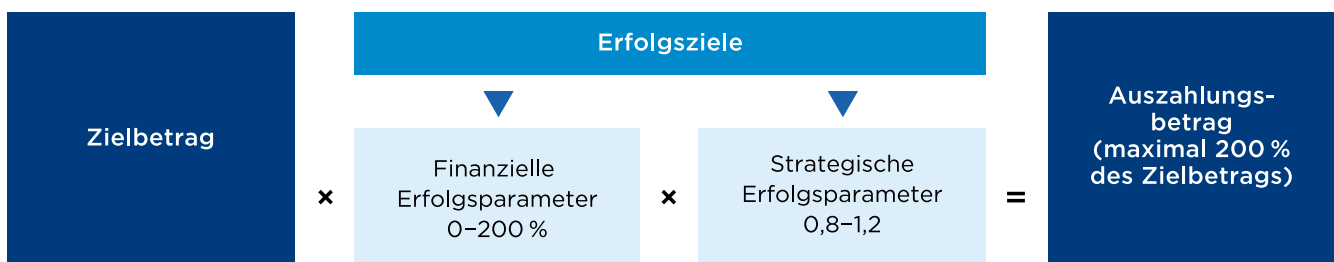 Zielbetrag
×
Erfolgsziele
Finanzielle
Erfolgsparameter
0–200 %
×
Strategische
Erfolgsparameter
0,8–1,2
=
Auszahlungs-
betrag
(maximal 200 %
des Zielbetrags)